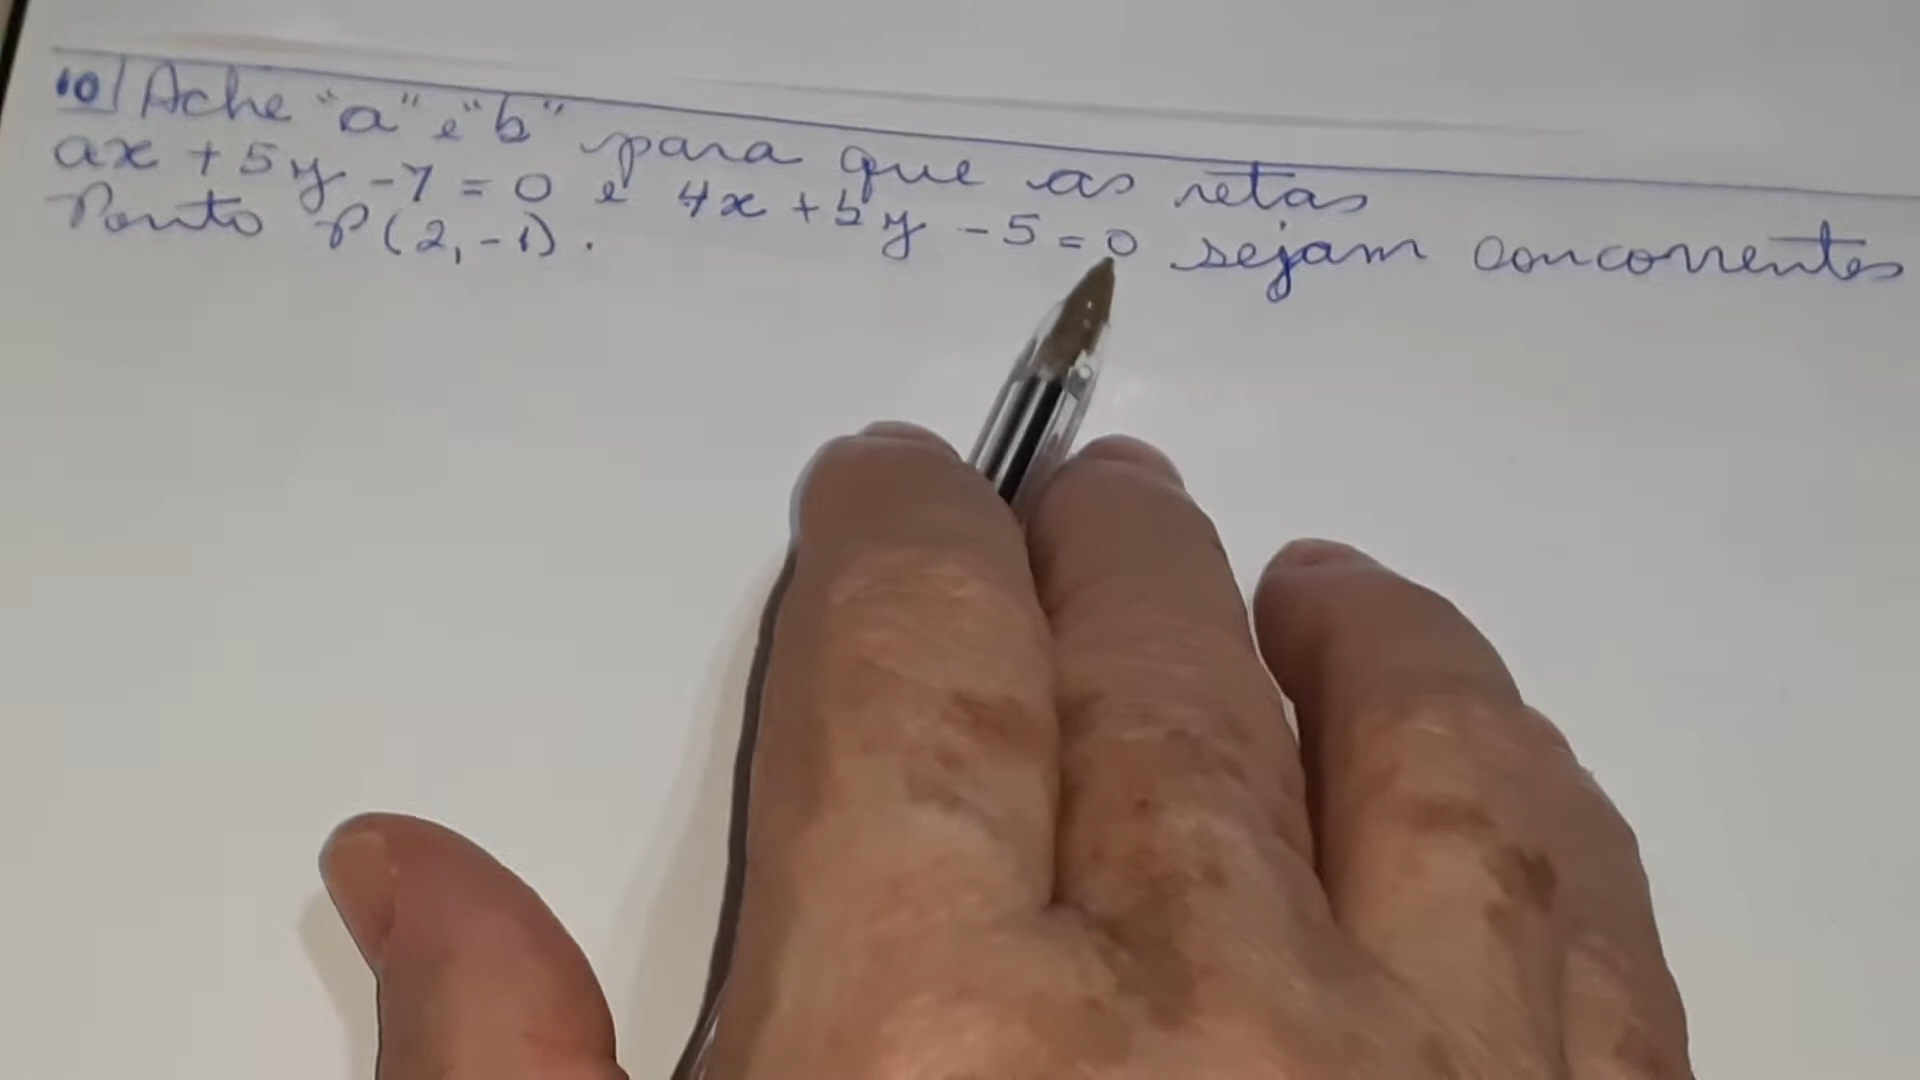 10) Ache "a" e "b" para que as retas
ax + 5y - 7 = 0 e 4x + by - 5 = 0 sejam concorrentes
Ponto P(2, -1).